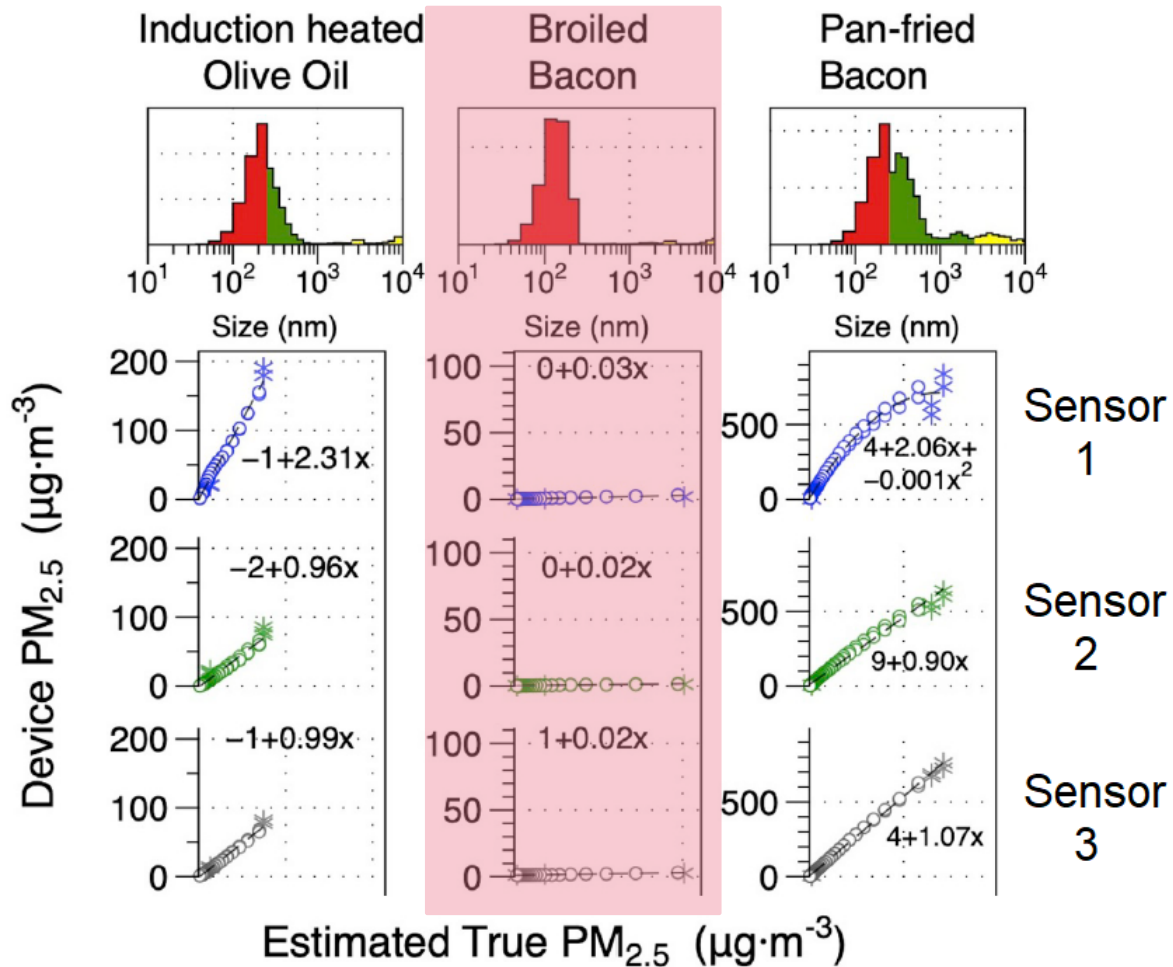 Induction heated
Olive Oil
Broiled
Bacon
Pan-fried
Bacon
10¹ 10² 10³ 10⁴
10¹ 10² 10³ 10⁴
10¹ 10² 10³ 10⁴
Size (nm)
Size (nm)
Size (nm)
Device PM₂.₅ (µg·m⁻³)
200
100
0
−1+2.31x
100
50
0
0+0.03x
500
0
4+2.06x+
−0.001x²
Sensor
1
200
100
0
−2+0.96x
100
50
0
0+0.02x
500
0
9+0.90x
Sensor
2
200
100
0
−1+0.99x
100
50
0
1+0.02x
500
0
4+1.07x
Sensor
3
Estimated True PM₂.₅ (µg·m⁻³)